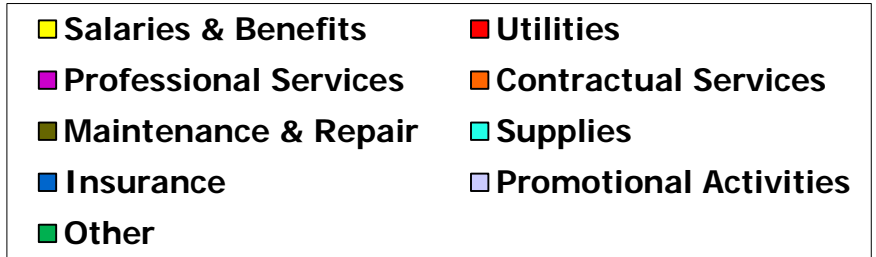 Salaries & Benefits
Utilities
Professional Services
Contractual Services
Maintenance & Repair
Supplies
Insurance
Promotional Activities
Other